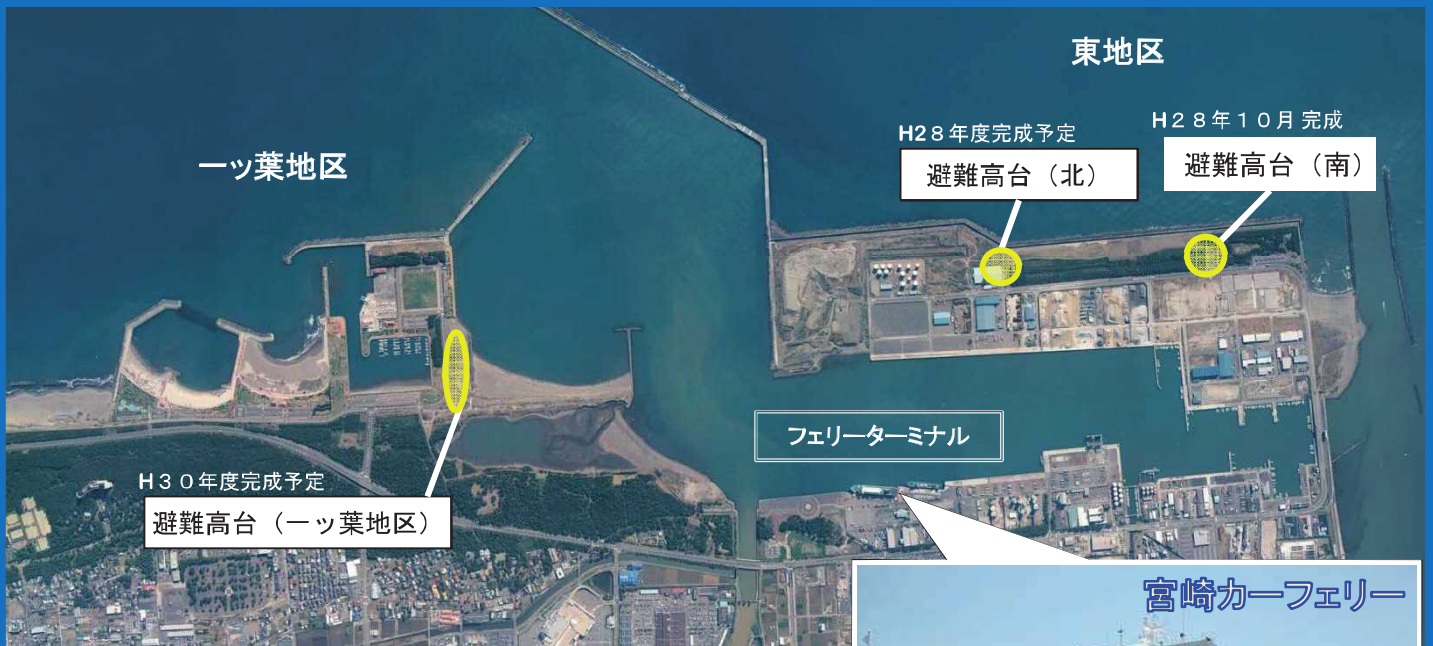 東地区
H28年度完成予定
H28年10月完成
避難高台（北）
避難高台（南）
一ッ葉地区
フェリーターミナル
H30年度完成予定
避難高台（一ッ葉地区）
宮崎カーフェリー